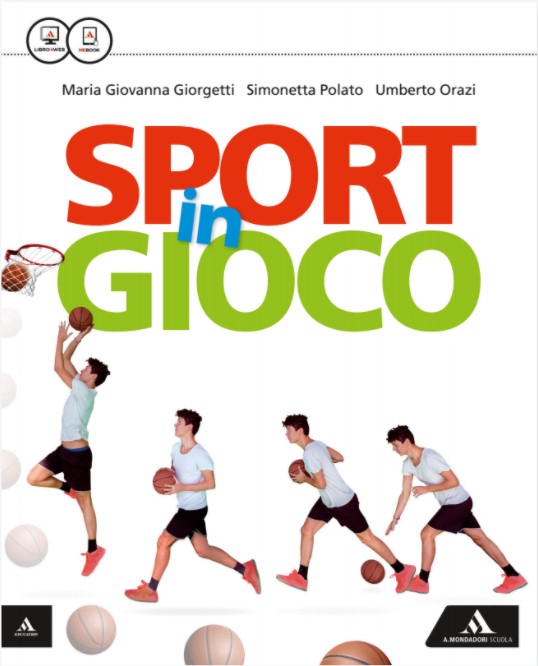 LIBRO+WEB
MEBOOK
Maria Giovanna Giorgetti Simonetta Polato Umberto Orazi
SPORT
in
GIOCO
A. MONDADORI SCUOLA